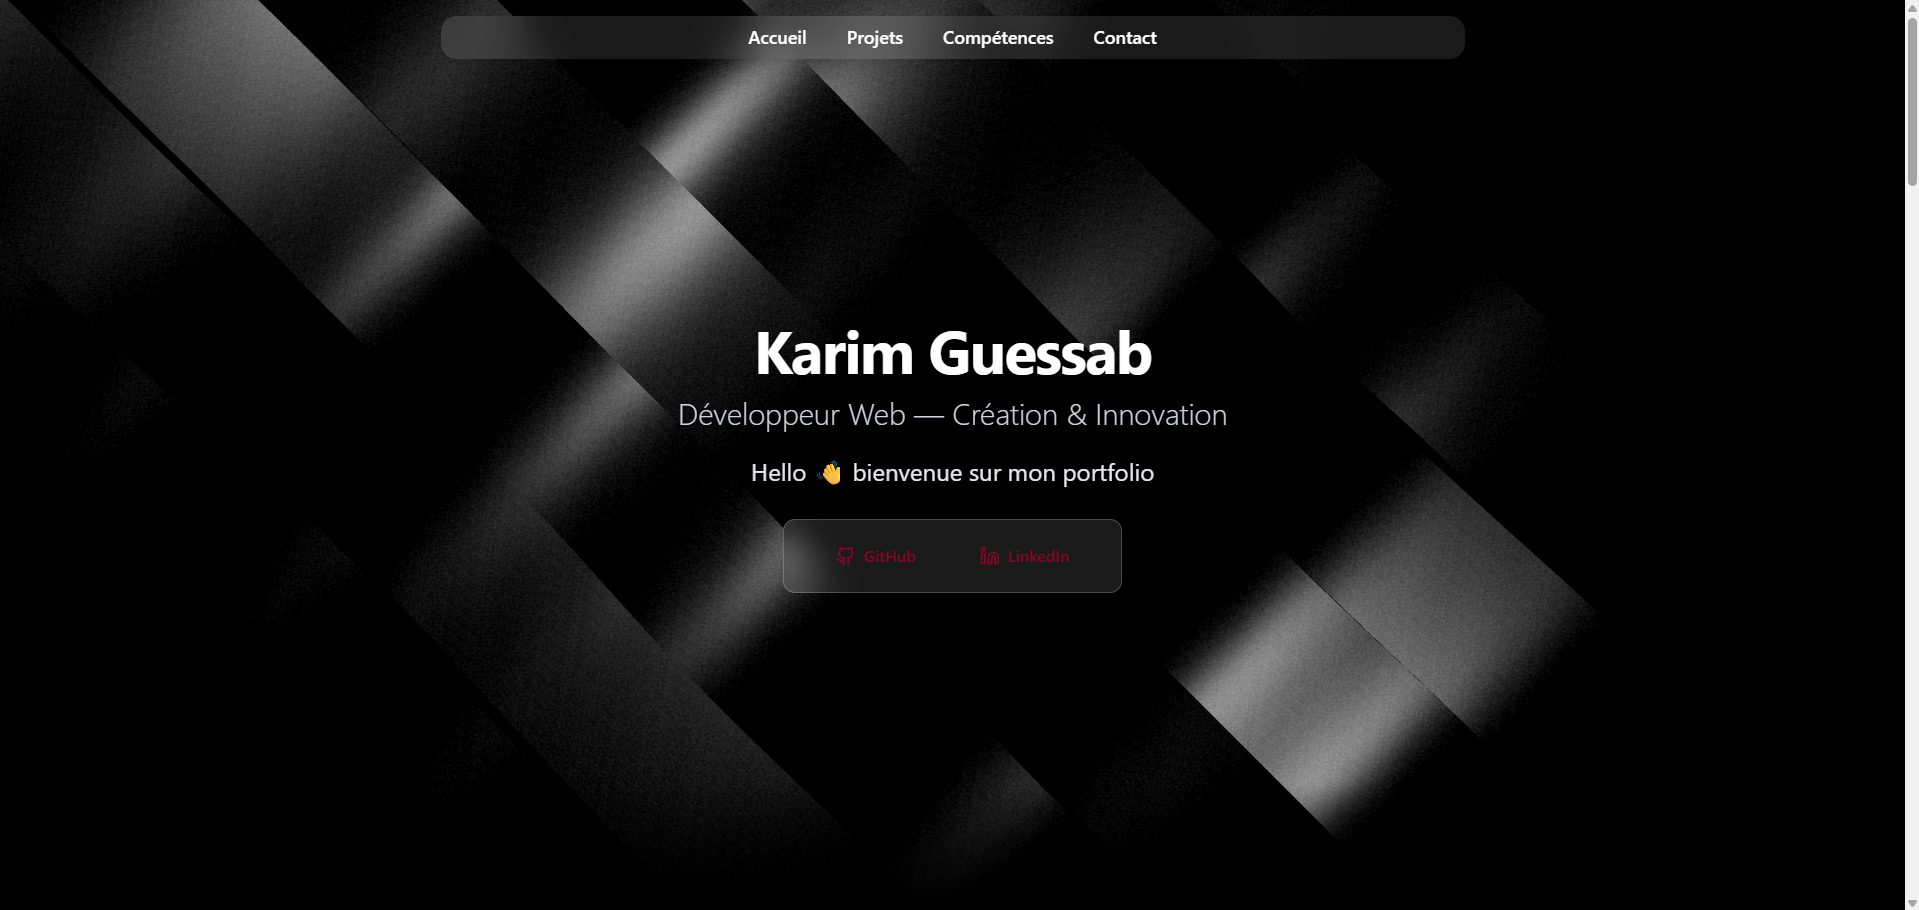 Accueil Projets Compétences Contact
Karim Guessab
Développeur Web — Création & Innovation
Hello 👋 bienvenue sur mon portfolio
GitHub LinkedIn